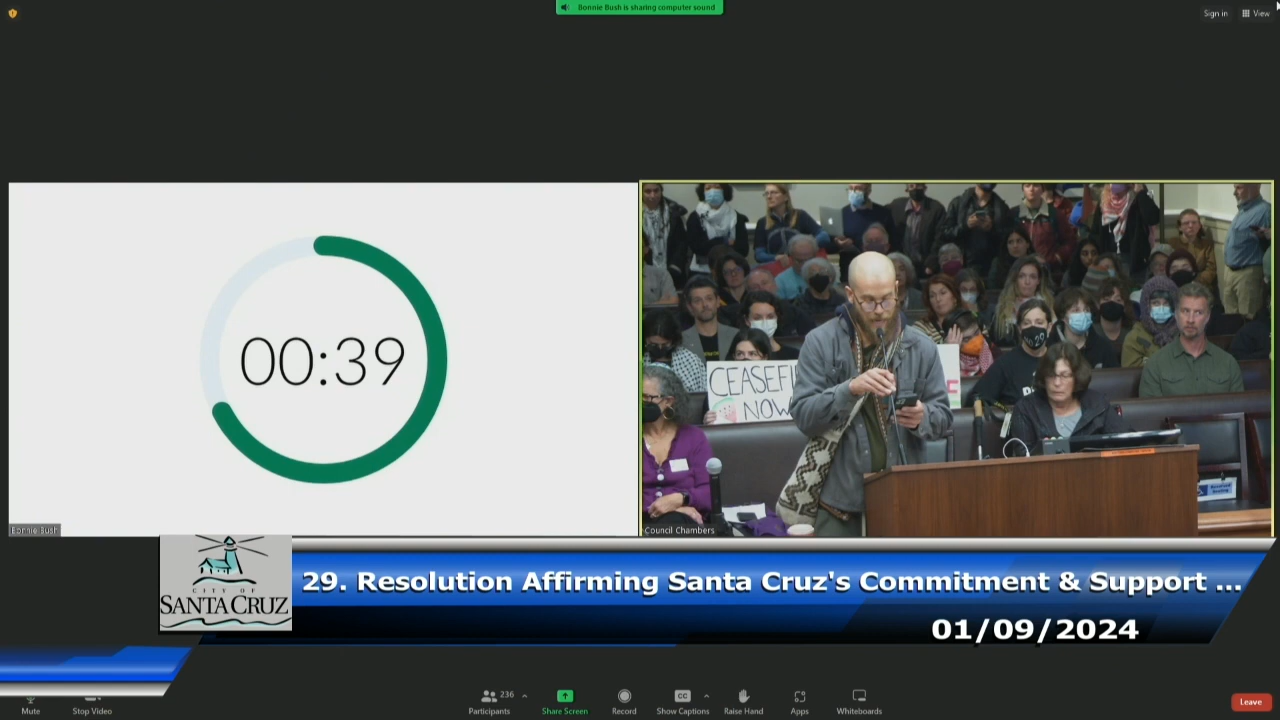 Bonnie Bush is sharing computer sound
Sign in
View
00:39
CEASEFI
NOW
Bonnie Bush
Council Chambers
CITY OF
SANTA CRUZ
29. Resolution Affirming Santa Cruz's Commitment & Support ...
01/09/2024
Mute
Stop Video
Participants
236
Share Screen
CC
Record
Show Captions
Raise Hand
Apps
Whiteboards
Leave